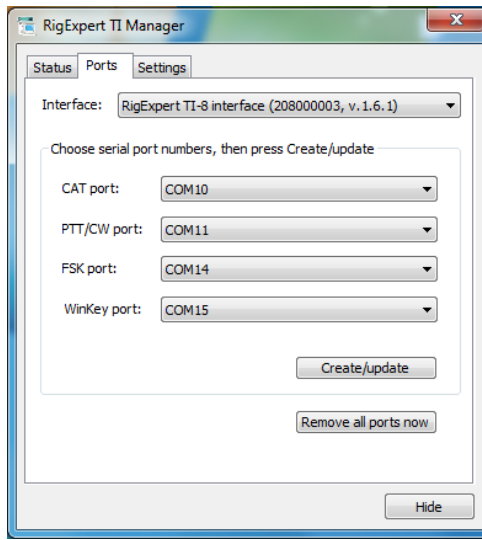 RigExpert TI Manager
Status Ports Settings
Interface: RigExpert TI-8 interface (208000003, v.1.6.1)
Choose serial port numbers, then press Create/update
CAT port: COM10
PTT/CW port: COM11
FSK port: COM14
WinKey port: COM15
Create/update
Remove all ports now
Hide